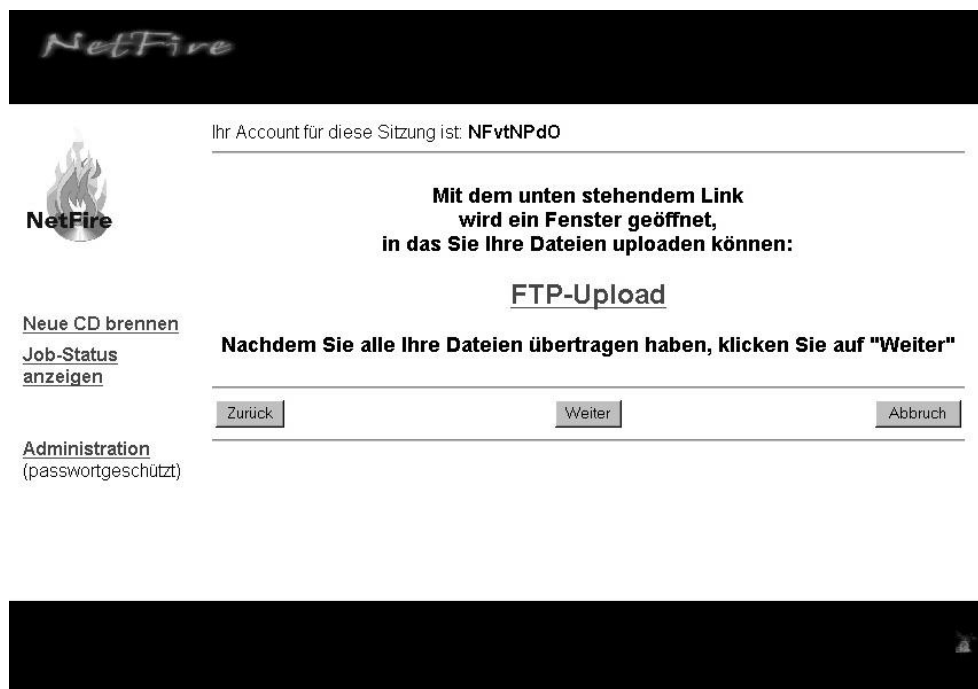 NetFire
Ihr Account für diese Sitzung ist: NFvtNPdO
NetFire
Mit dem unten stehendem Link
wird ein Fenster geöffnet,
in das Sie Ihre Dateien uploaden können:
FTP-Upload
Nachdem Sie alle Ihre Dateien übertragen haben, klicken Sie auf "Weiter"
Neue CD brennen
Job-Status
anzeigen
Administration
(passwortgeschützt)
Zurück
Weiter
Abbruch